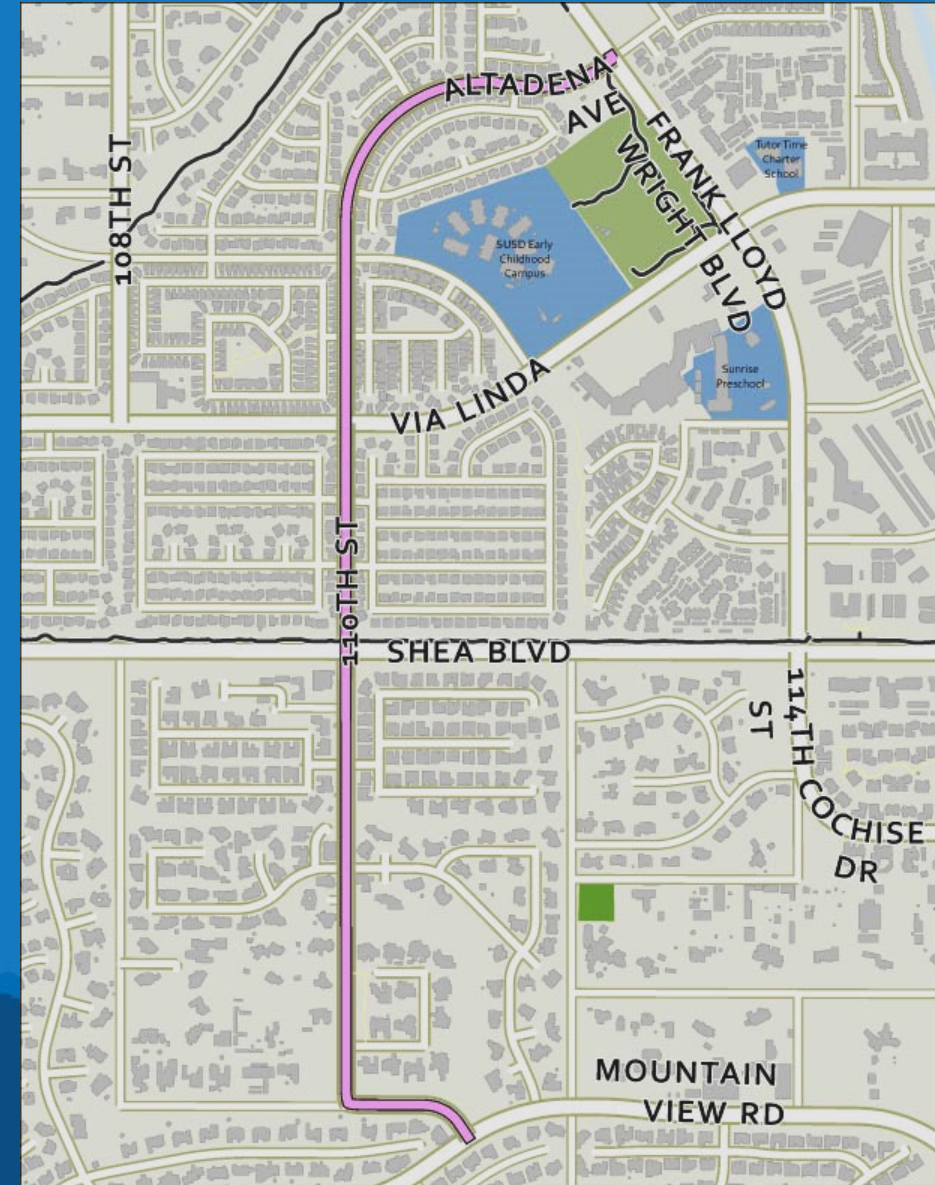 ALTADENA
AVE
FRANK LLOYD
WRIGHT BLVD
Tutor Time
Charter
School
108TH ST
SUSD Early
Childhood
Campus
Sunrise
Preschool
VIA LINDA
110TH ST
SHEA BLVD
114TH
ST
COCHISE
DR
MOUNTAIN
VIEW RD